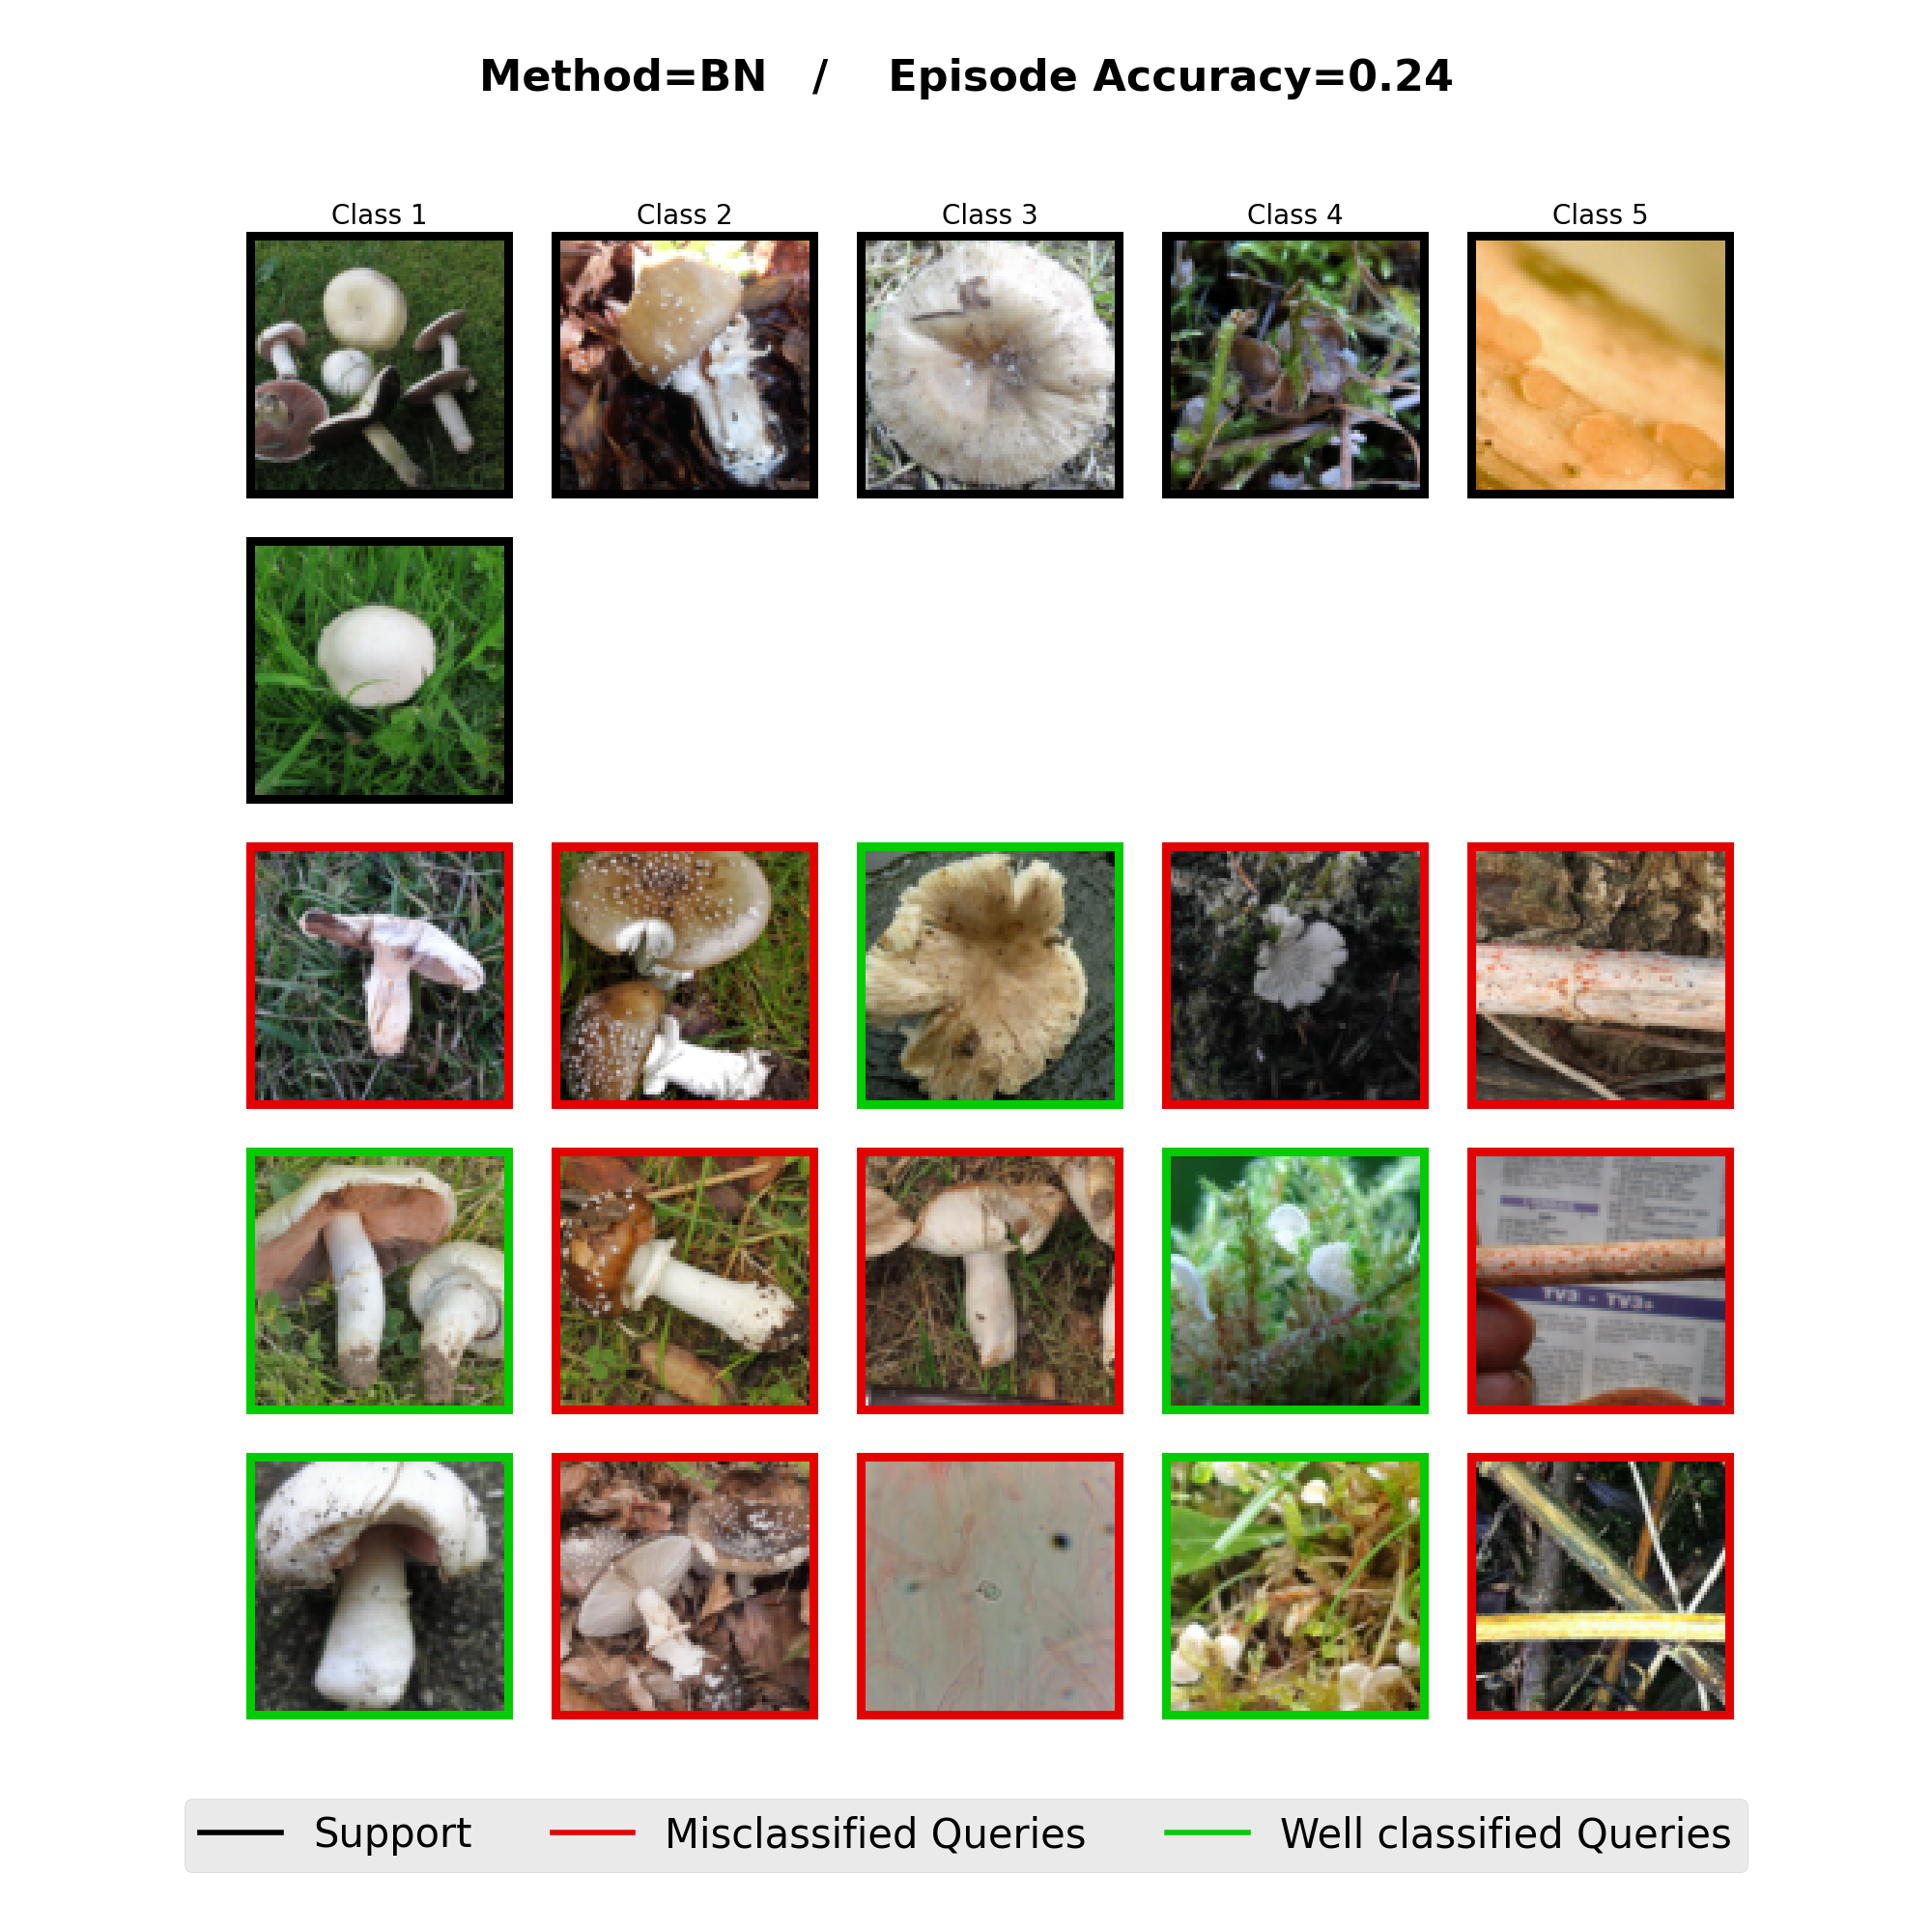 Method=BN / Episode Accuracy=0.24
Class 1 Class 2 Class 3 Class 4 Class 5
TV3 - TV3+
Support Misclassified Queries Well classified Queries